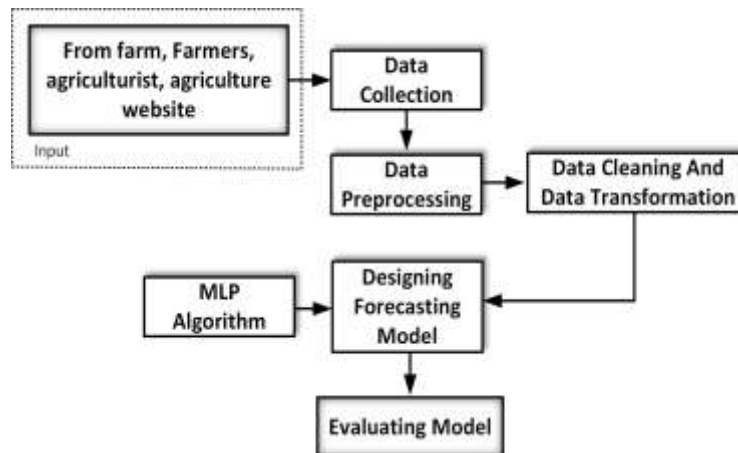 From farm, Farmers,
agriculturist, agriculture
website
Input
Data
Collection
Data
Preprocessing
Data Cleaning And
Data Transformation
MLP
Algorithm
Designing
Forecasting
Model
Evaluating Model